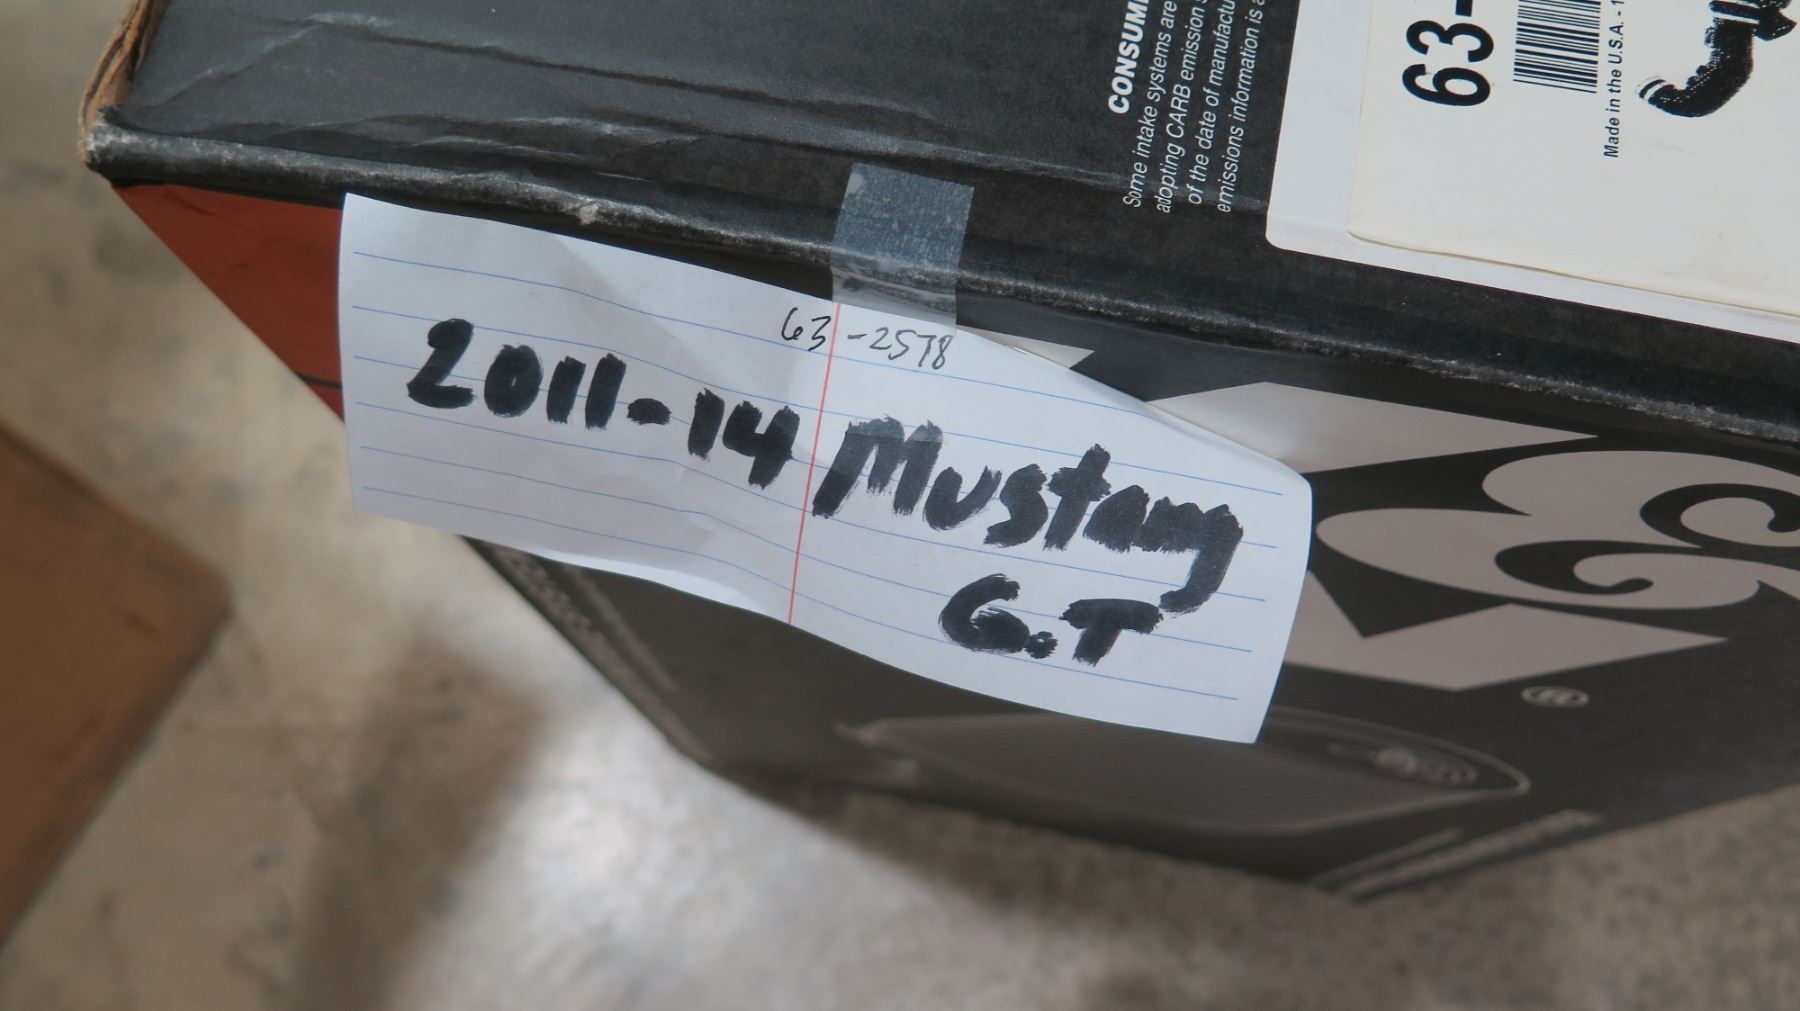 CONSUM
Some intake systems are
adopting CARB emission
of the date of manufactu
emissions information is a
63-
Made in the U.S.A. - 1
63-2578
2011-14 Mustang
G.T
®